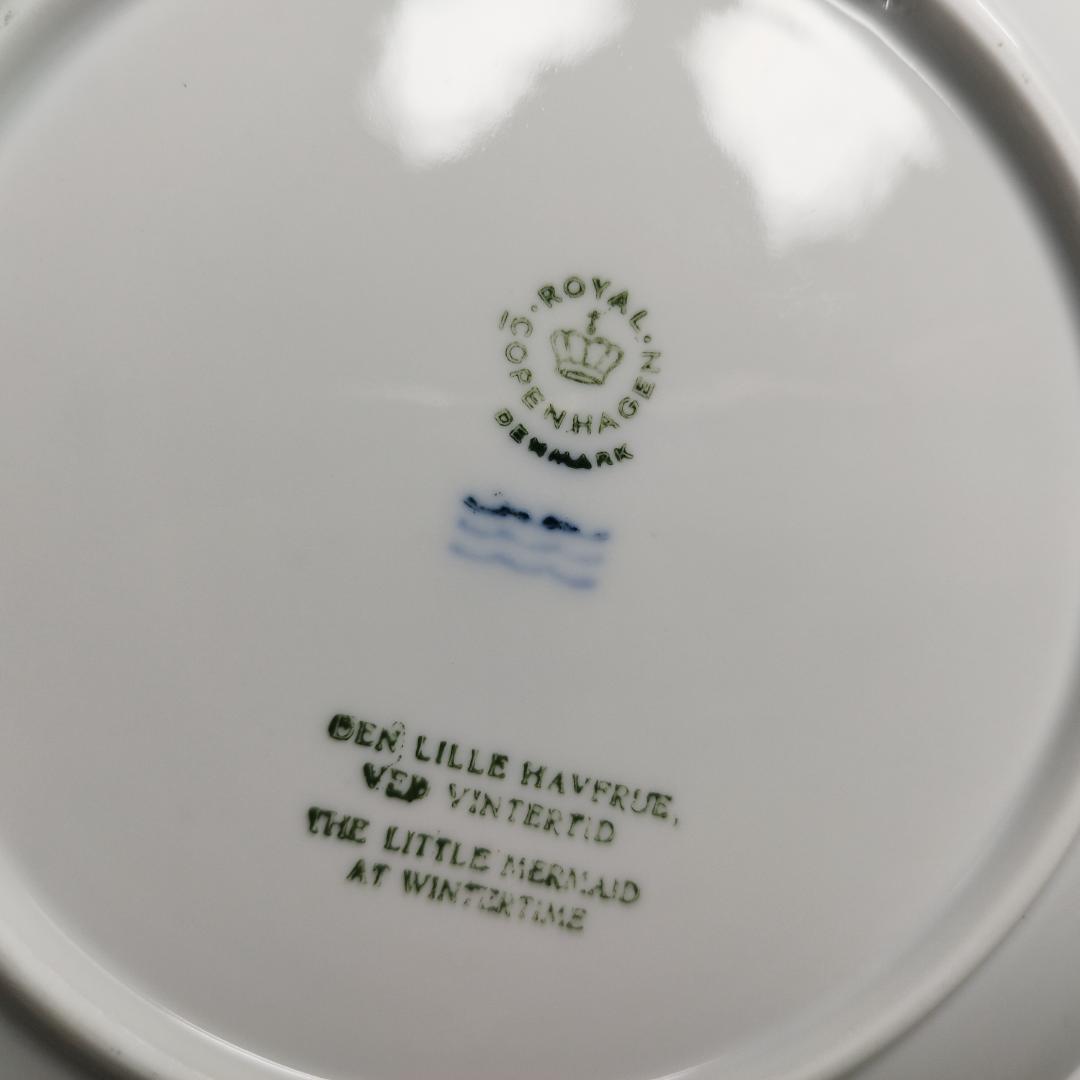 ROYAL
COPENHAGEN
DENMARK
DEN LILLE HAVFRUE,
VED VINTERTID
THE LITTLE MERMAID
AT WINTERTIME